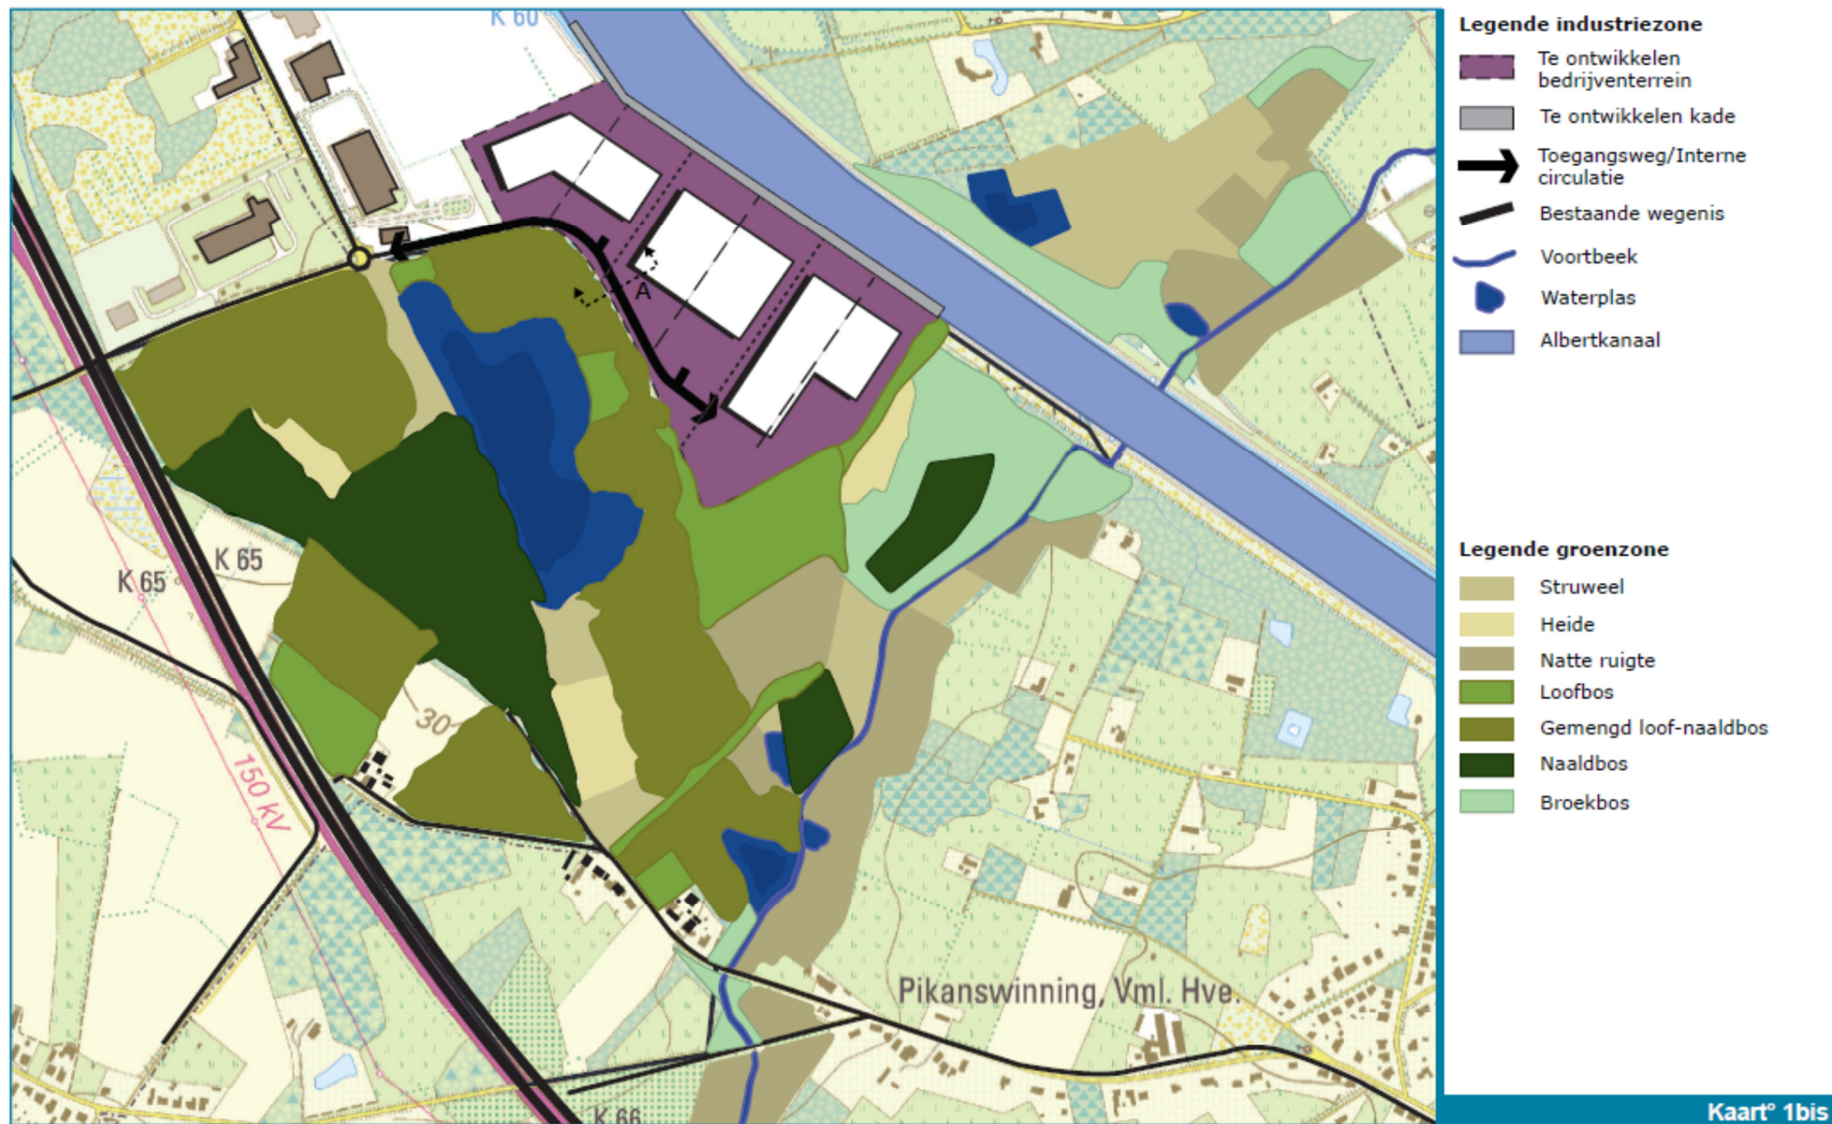 K 60
K 65
K 65
30
150 kV
A
Pikanswinning, Vml. Hve.
K 66
Legende industriezone
Te ontwikkelen
bedrijventerrein
Te ontwikkelen kade
Toegangsweg/Interne
circulatie
Bestaande wegenis
Voortbeek
Waterplas
Albertkanaal
Legende groenzone
Struweel
Heide
Natte ruigte
Loofbos
Gemengd loof-naaldbos
Naaldbos
Broekbos
Kaart° 1bis